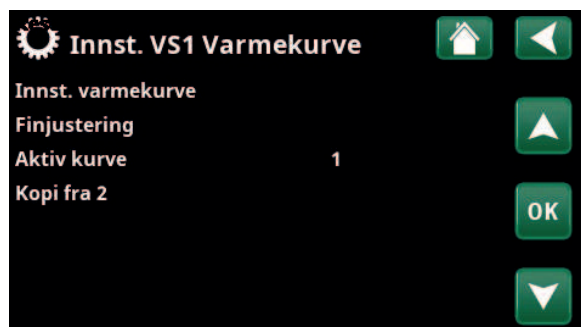 Innst. VS1 Varmekurve
Innst. varmekurve
Finjustering
Aktiv kurve 1
Kopi fra 2
OK